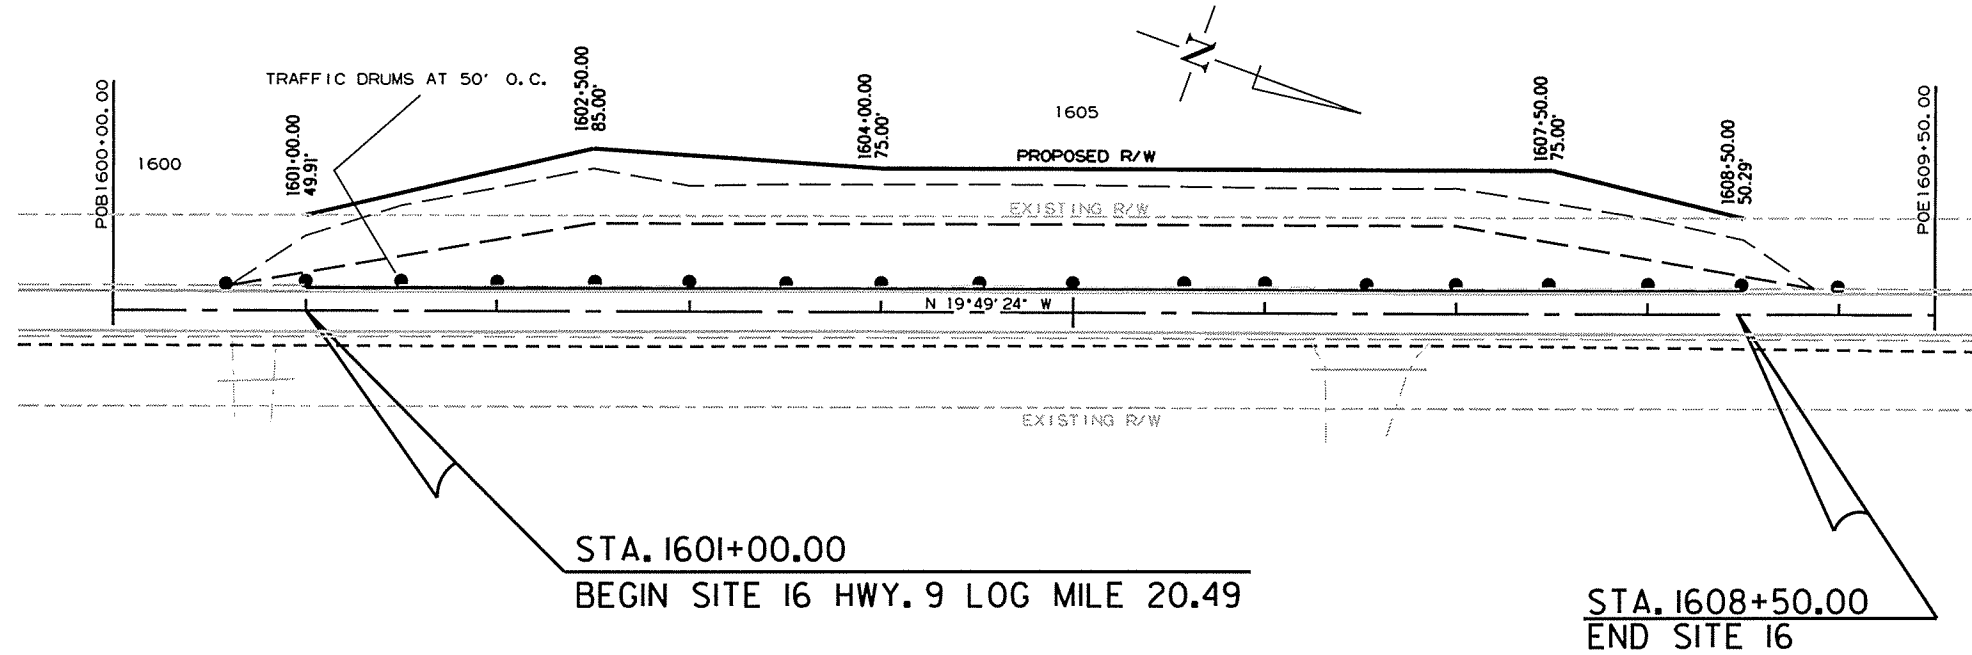 TRAFFIC DRUMS AT 50' O.C.
N
POB1600+00.00
1600
1601+00.00
49.91'
1602+50.00
85.00'
1604+00.00
75.00'
1605
PROPOSED R/W
1607+50.00
75.00'
1608+50.00
50.29'
POE1609+50.00
EXISTING R/W
N 19°49'24" W
EXISTING R/W
STA. 1601+00.00
BEGIN SITE 16 HWY. 9 LOG MILE 20.49
STA. 1608+50.00
END SITE 16